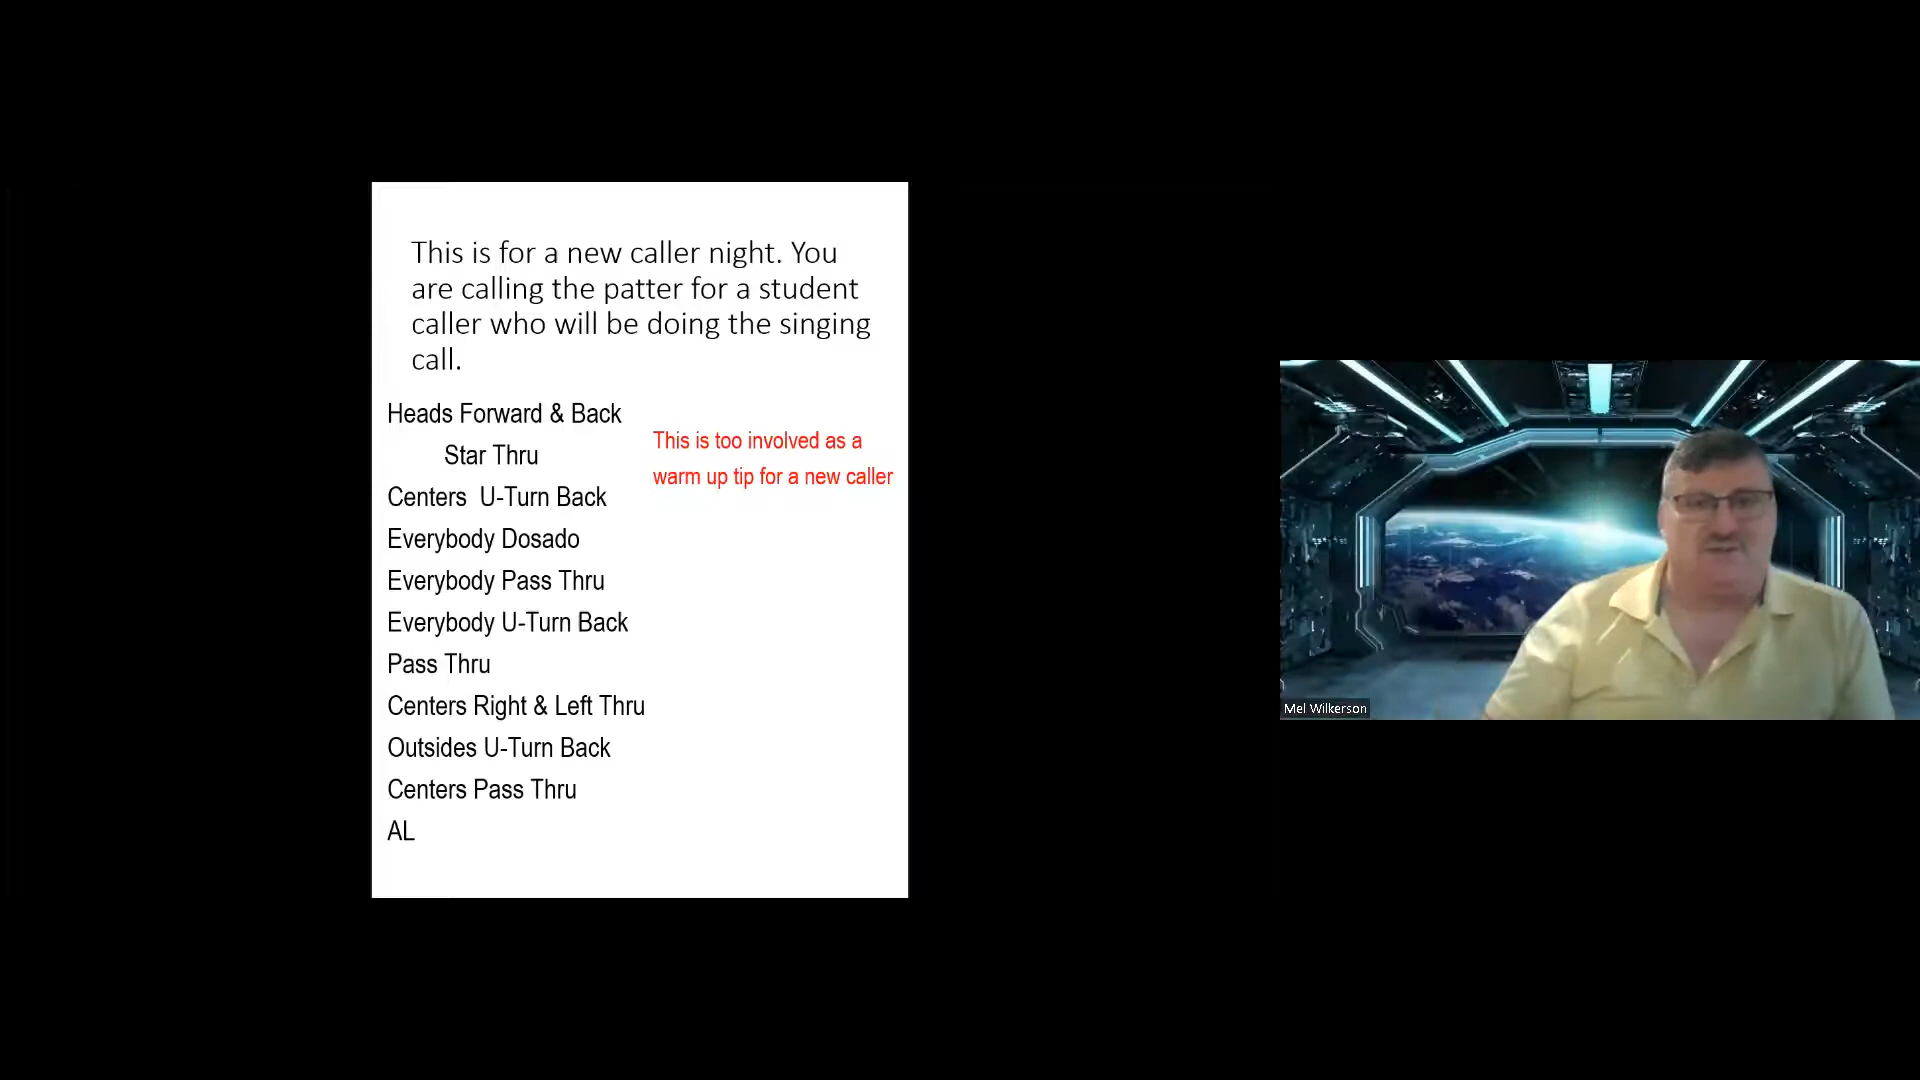 This is for a new caller night. You
are calling the patter for a student
caller who will be doing the singing
call.
Heads Forward & Back
Star Thru
Centers  U-Turn Back
Everybody Dosado
Everybody Pass Thru
Everybody U-Turn Back
Pass Thru
Centers Right & Left Thru
Outsides U-Turn Back
Centers Pass Thru
AL
This is too involved as a
warm up tip for a new caller
Mel Wilkerson